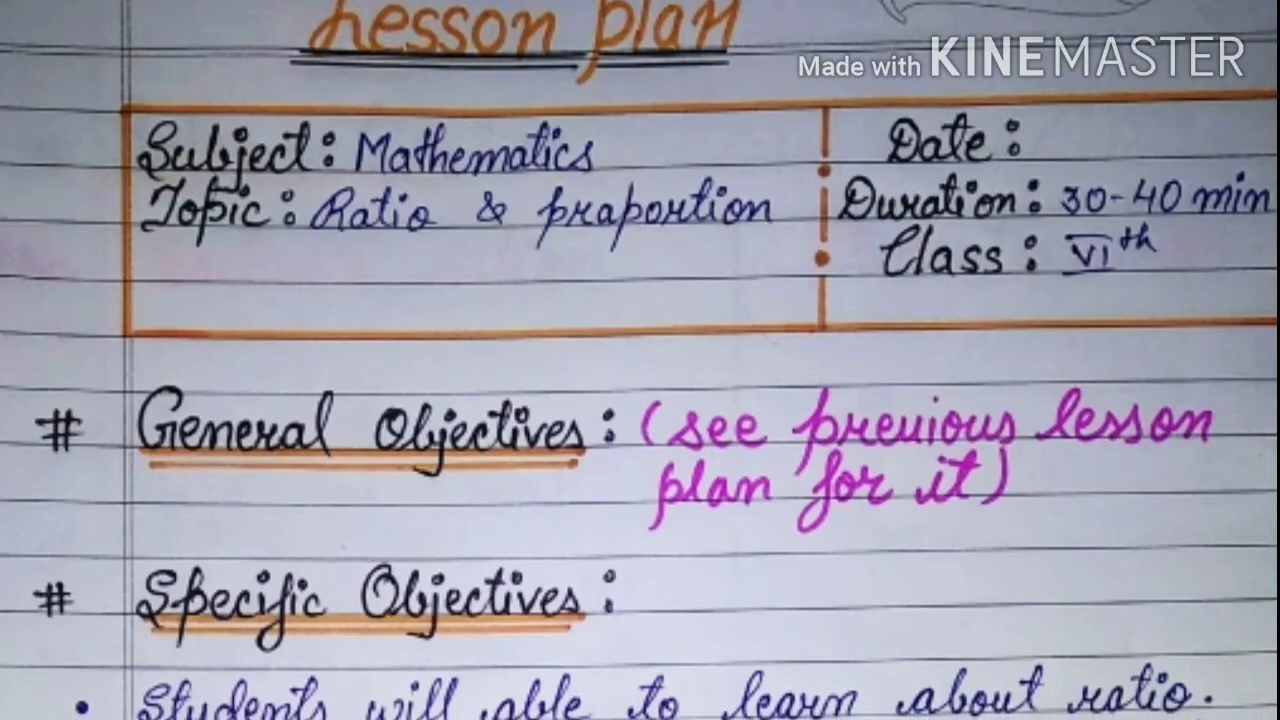 Lesson plan
Made with KINEMASTER
Subject: Mathematics
Date:
Topic: Ratio & praportion
Duration: 30-40 min
Class: VIth
# General Objectives: (see previous lesson
plan for it)
# Specific Objectives:
• Students will able to learn about ratio.